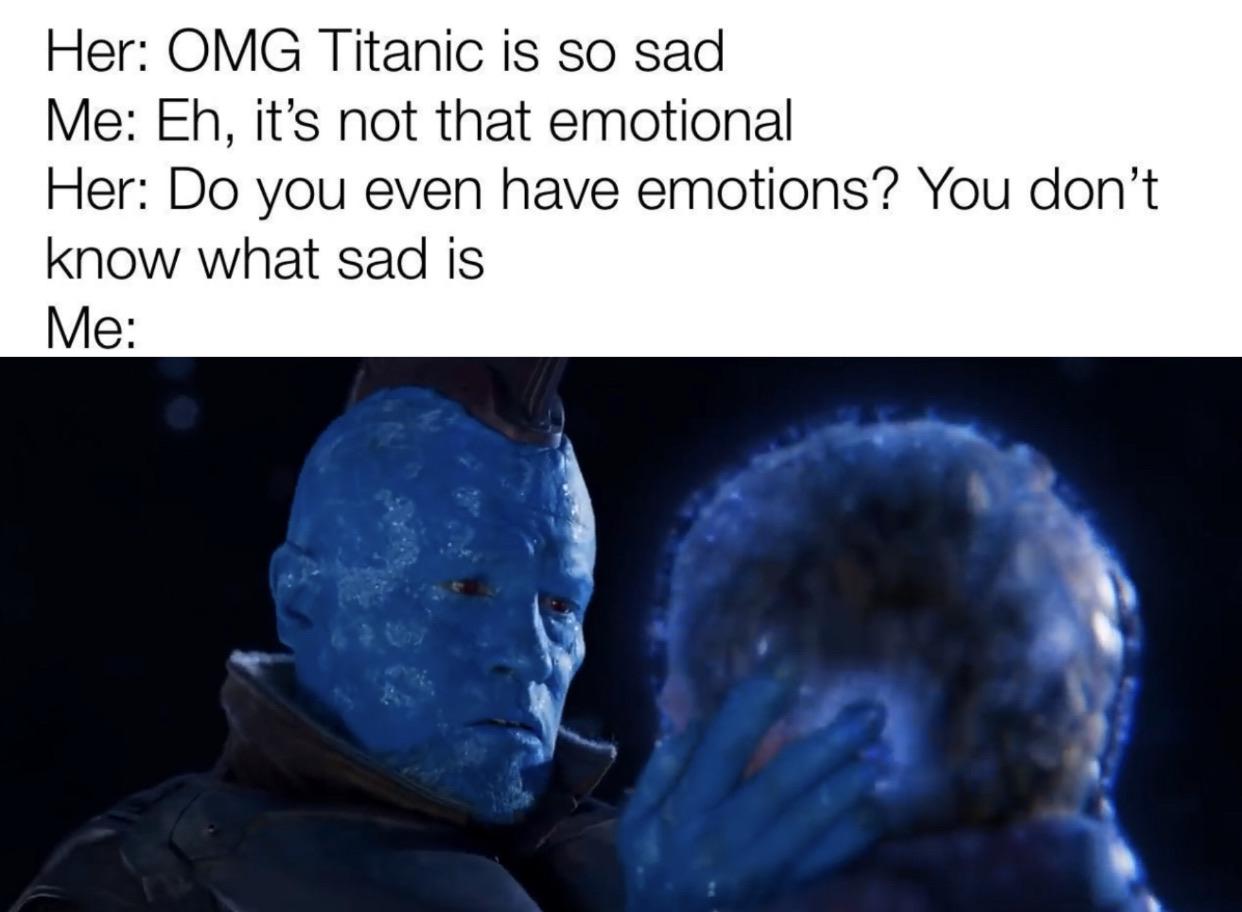 Her: OMG Titanic is so sad
Me: Eh, it’s not that emotional
Her: Do you even have emotions? You don’t
know what sad is
Me: